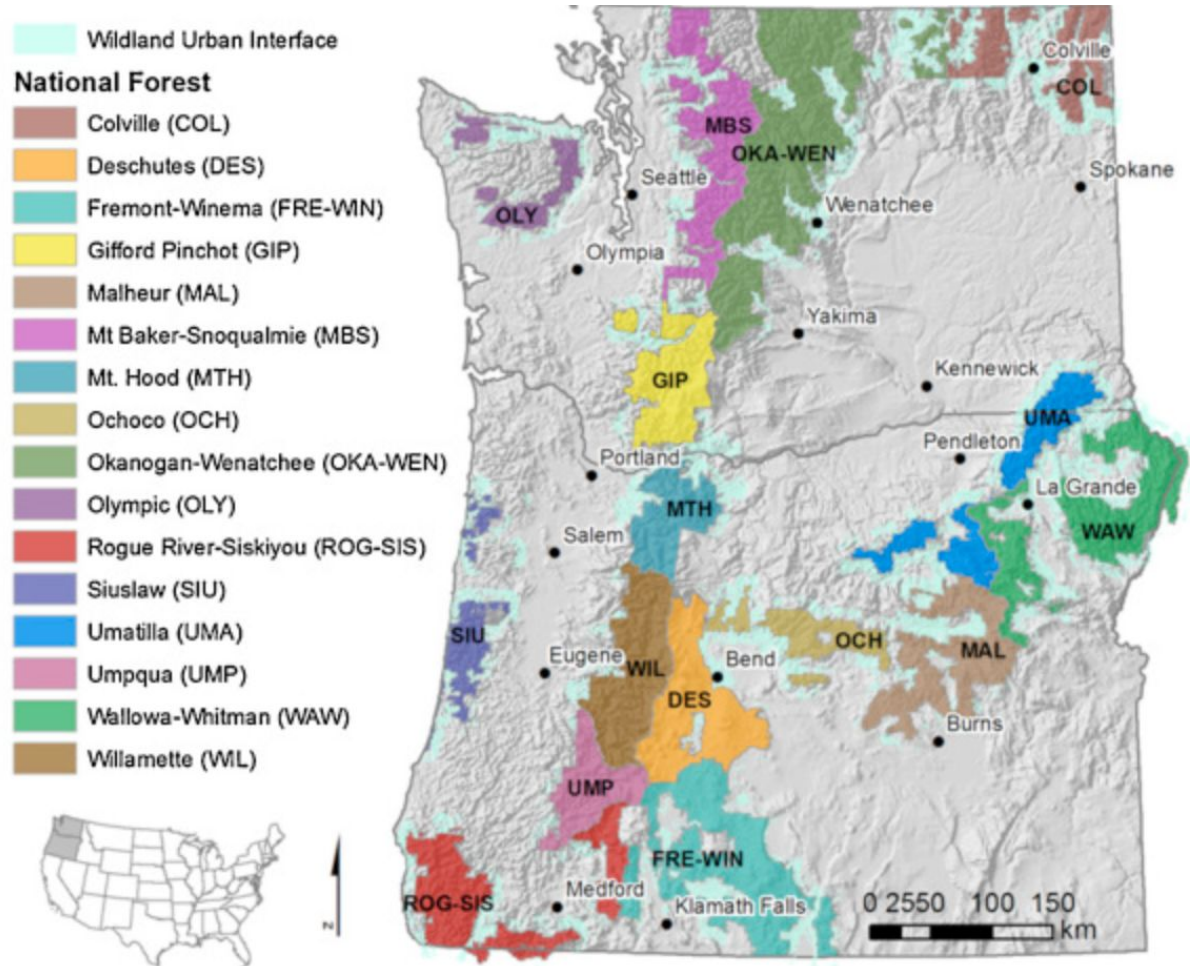 Wildland Urban Interface
National Forest
Colville (COL)
Deschutes (DES)
Fremont-Winema (FRE-WIN)
Gifford Pinchot (GIP)
Malheur (MAL)
Mt Baker-Snoqualmie (MBS)
Mt. Hood (MTH)
Ochoco (OCH)
Okanogan-Wenatchee (OKA-WEN)
Olympic (OLY)
Rogue River-Siskiyou (ROG-SIS)
Siuslaw (SIU)
Umatilla (UMA)
Umpqua (UMP)
Wallowa-Whitman (WAW)
Willamette (WIL)
N
Colville
COL
MBS
OKA-WEN
Spokane
Seattle
OLY
Wenatchee
Olympia
Yakima
GIP
Kennewick
UMA
Pendleton
Portland
La Grande
MTH
WAW
Salem
SIU
OCH
MAL
Eugene
WIL
Bend
DES
Burns
UMP
FRE-WIN
Medford
ROG-SIS
Klamath Falls
0 2550 100 150
km